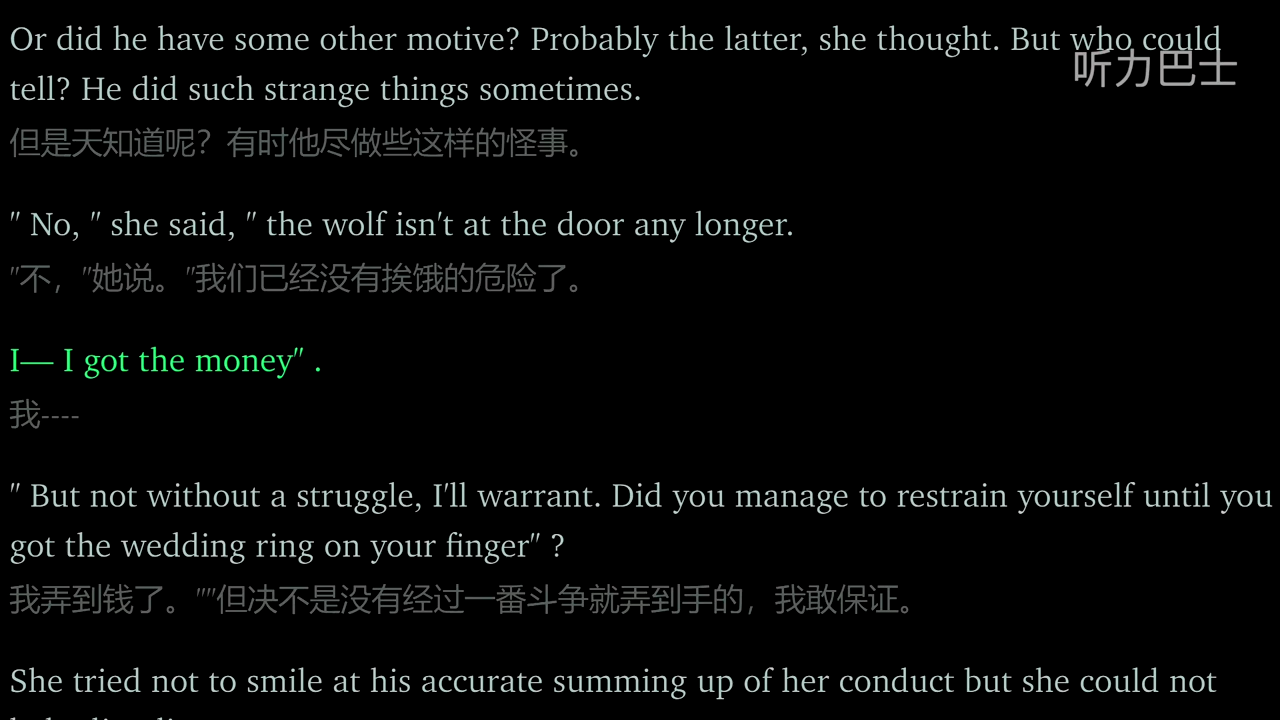 Or did he have some other motive? Probably the latter, she thought. But who could
听力巴士
tell? He did such strange things sometimes.
但是天知道呢？有时他尽做些这样的怪事。
" No, " she said, " the wolf isn't at the door any longer.
"不，"她说。"我们已经没有挨饿的危险了。
I— I got the money" .
我----
" But not without a struggle, I'll warrant. Did you manage to restrain yourself until you
got the wedding ring on your finger" ?
我弄到钱了。""但决不是没有经过一番斗争就弄到手的，我敢保证。
She tried not to smile at his accurate summing up of her conduct but she could not